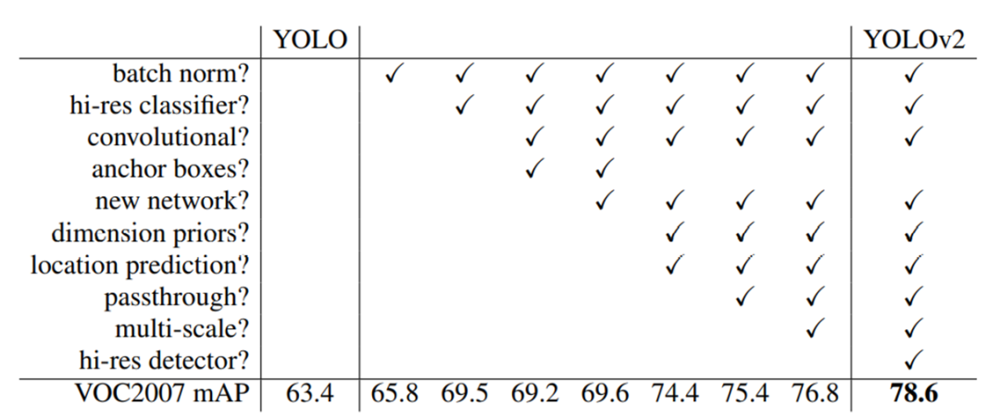 YOLO YOLOv2
batch norm? ✓ ✓ ✓ ✓ ✓ ✓ ✓ ✓
hi-res classifier? ✓ ✓ ✓ ✓ ✓ ✓ ✓
convolutional? ✓ ✓ ✓ ✓ ✓ ✓
anchor boxes? ✓ ✓
new network? ✓ ✓ ✓ ✓ ✓
dimension priors? ✓ ✓ ✓ ✓
location prediction? ✓ ✓ ✓ ✓
passthrough? ✓ ✓ ✓
multi-scale? ✓ ✓
hi-res detector? ✓
VOC2007 mAP 63.4 65.8 69.5 69.2 69.6 74.4 75.4 76.8 78.6